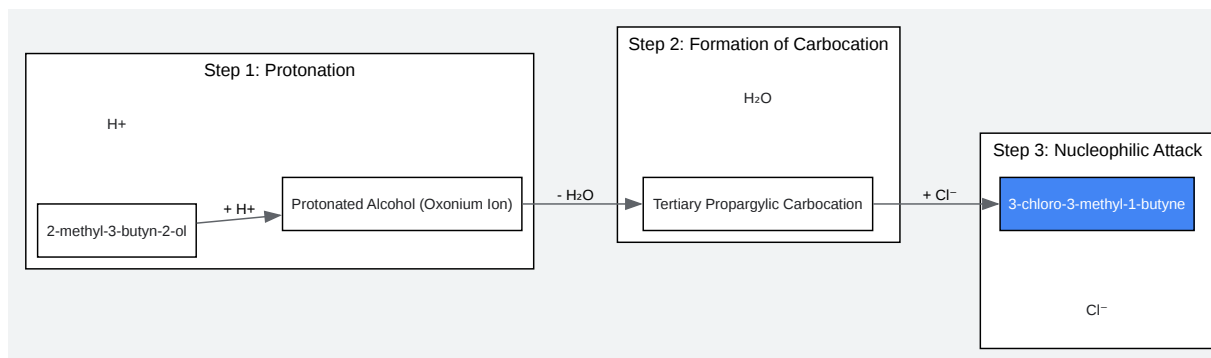 Step 1: Protonation
H+
2-methyl-3-butyn-2-ol
+ H+
Protonated Alcohol (Oxonium Ion)
- H₂O
Step 2: Formation of Carbocation
H₂O
Tertiary Propargylic Carbocation
+ Cl⁻
Step 3: Nucleophilic Attack
3-chloro-3-methyl-1-butyne
Cl⁻